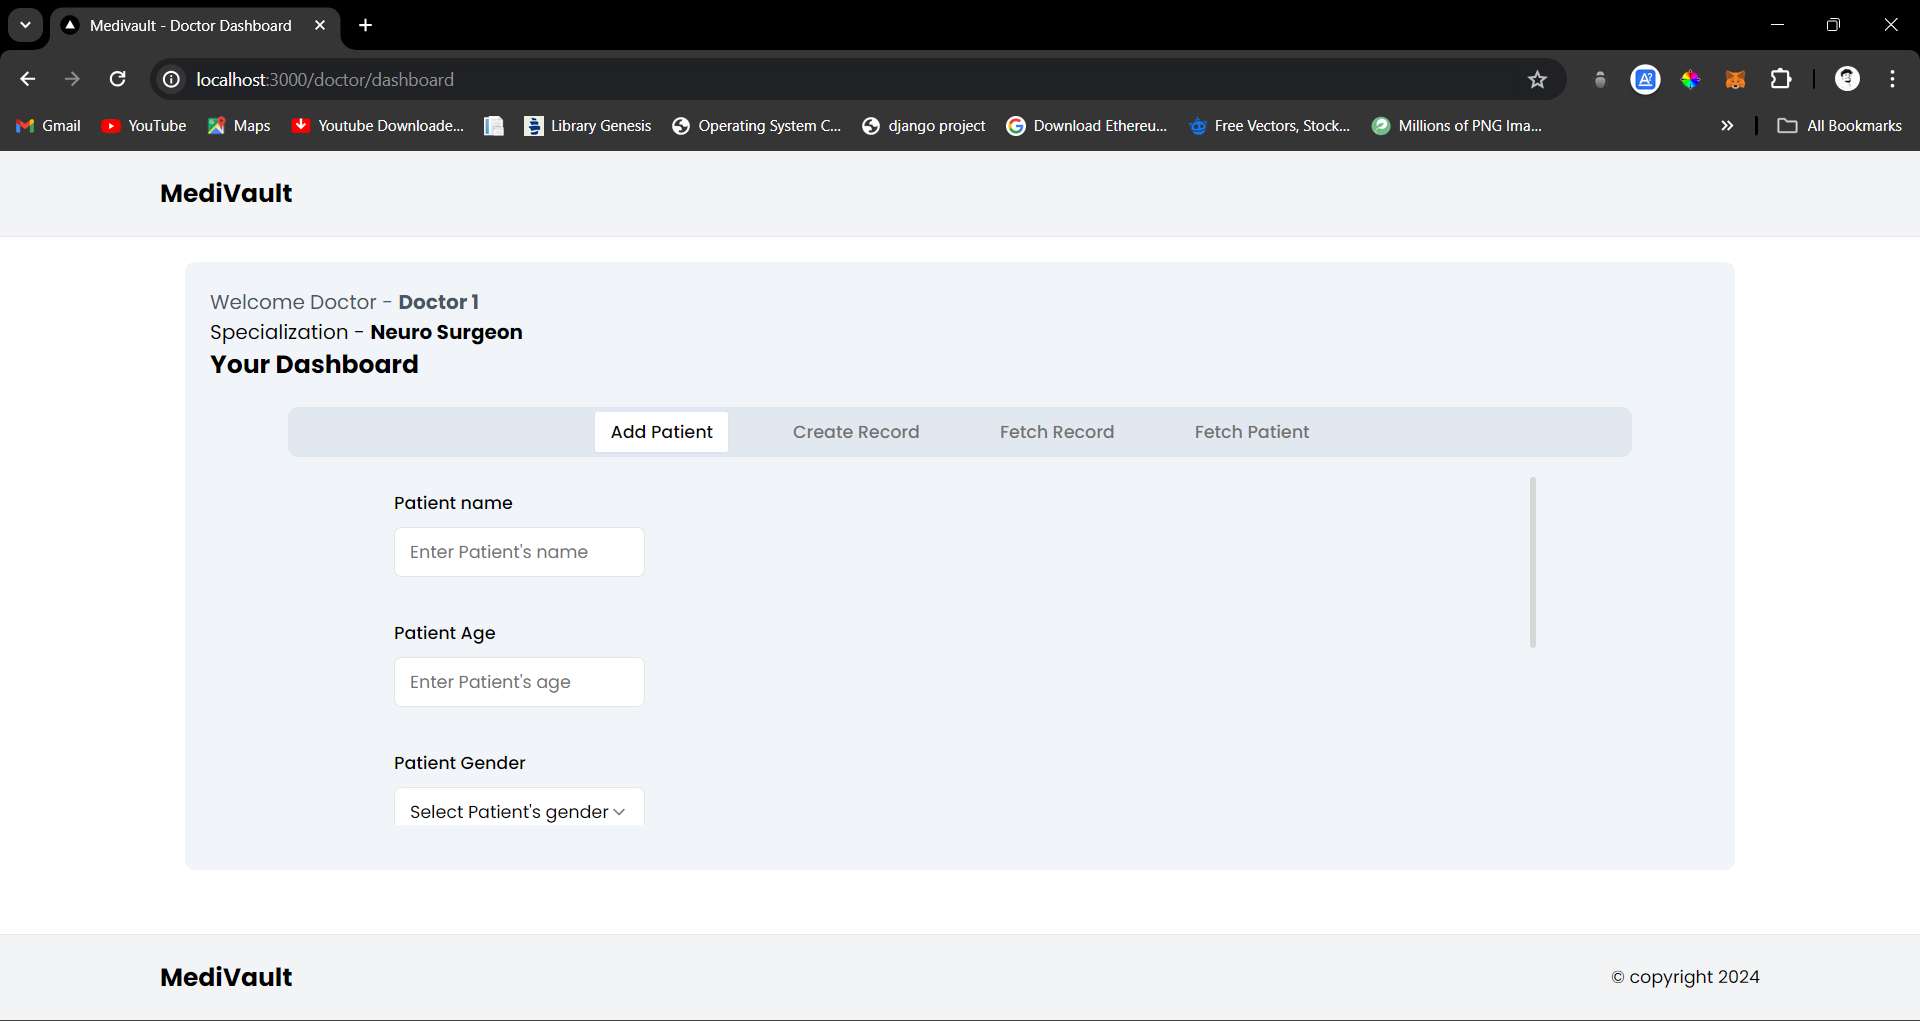 Medivault - Doctor Dashboard
localhost:3000/doctor/dashboard
Gmail YouTube Maps Youtube Downloade... Library Genesis Operating System C... django project Download Ethereu... Free Vectors, Stock... Millions of PNG Ima... All Bookmarks
MediVault
Welcome Doctor - Doctor 1
Specialization - Neuro Surgeon
Your Dashboard
Add Patient Create Record Fetch Record Fetch Patient
Patient name
Enter Patient's name
Patient Age
Enter Patient's age
Patient Gender
Select Patient's gender
MediVault © copyright 2024